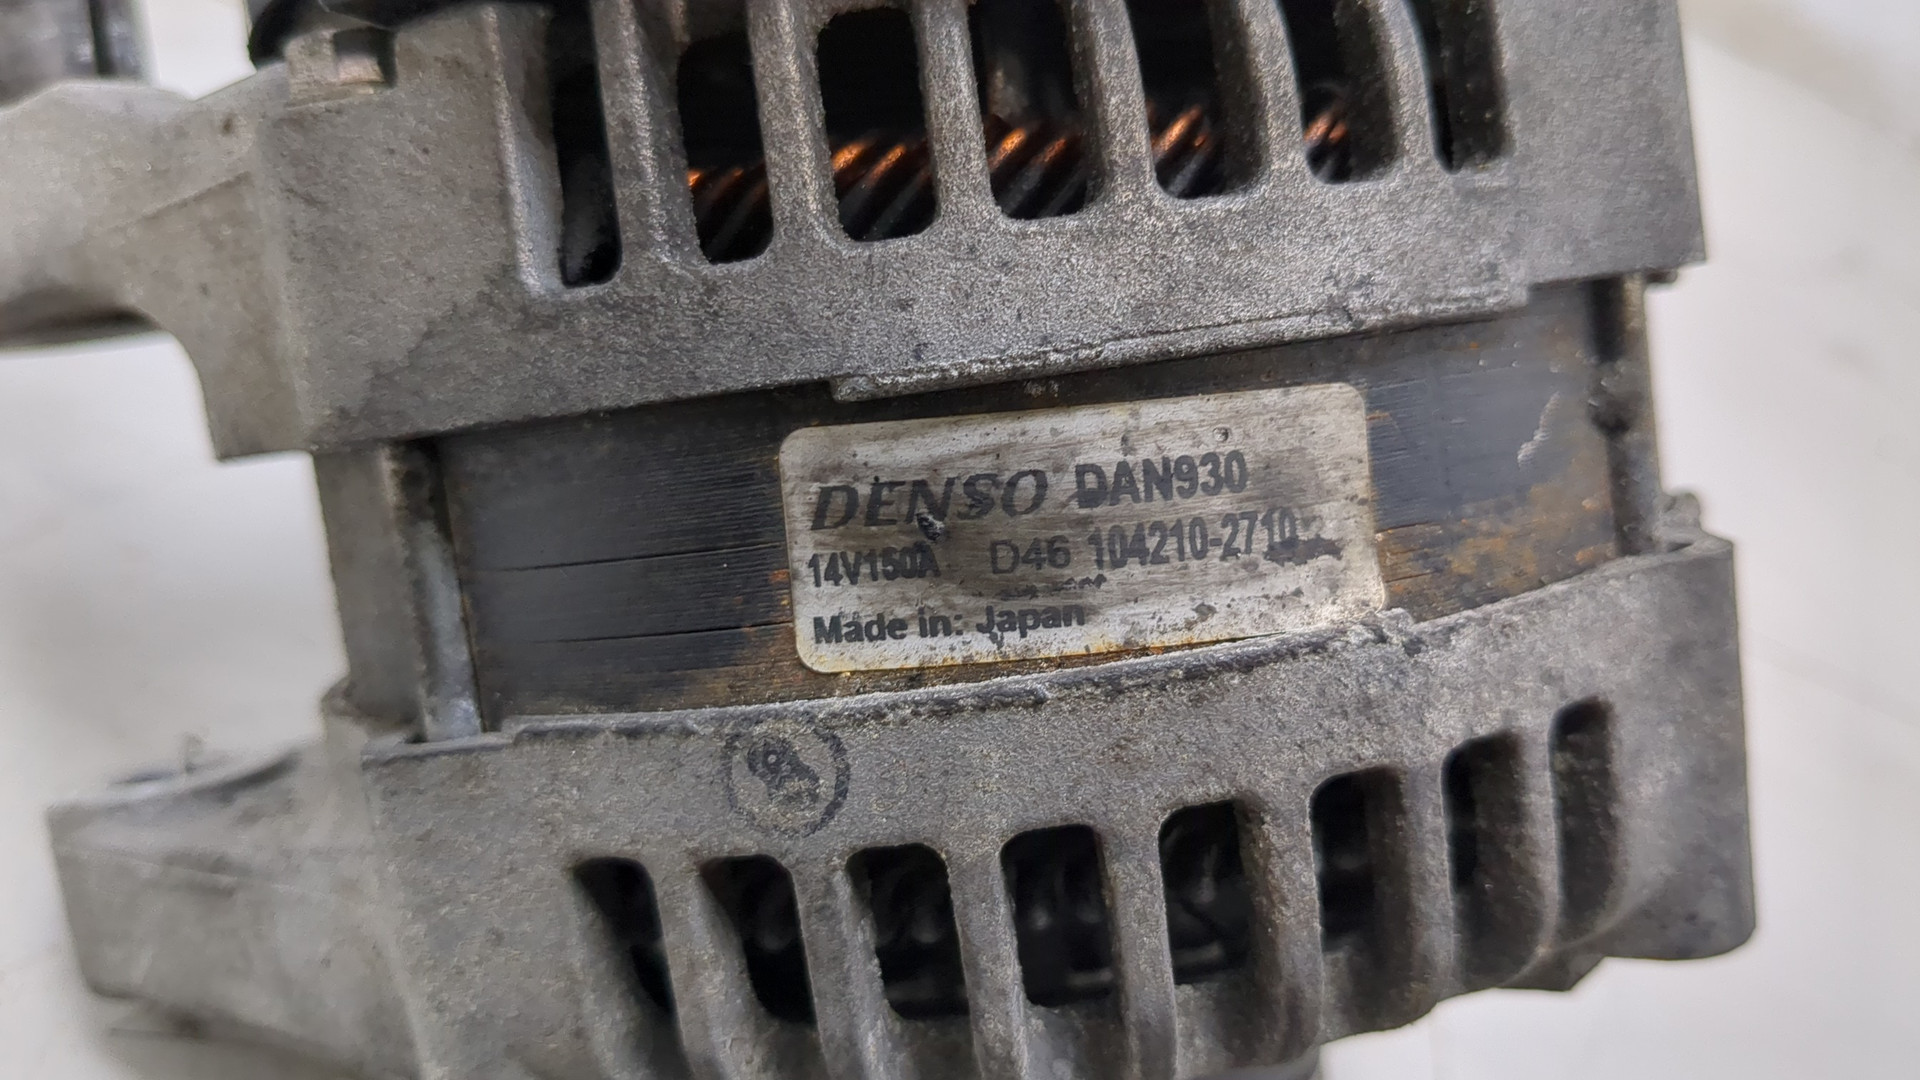 DENSO DAN930
14V150A D46 104210-2710
Made in: Japan